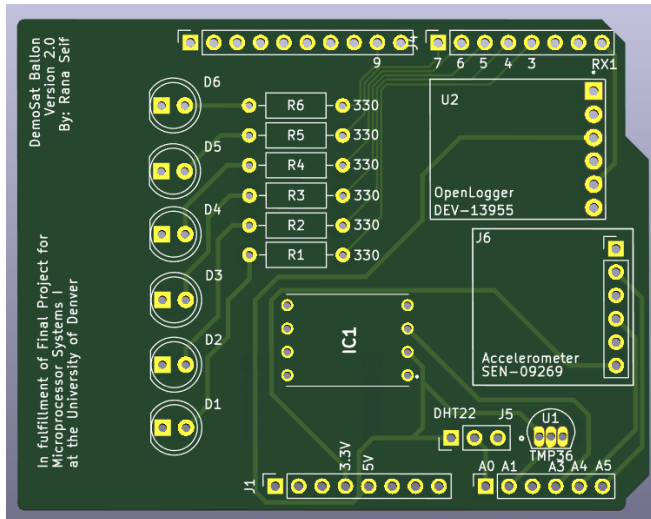 DemoSat Ballon
Version 2.0
By: Rana Seif
In fulfillment of Final Project for
Microprocessor Systems I
at the University of Denver
J4
9
7
6
5
4
3
RX1
D6
R6
330
D5
R5
330
R4
330
D4
R3
330
R2
330
D3
R1
330
D2
D1
U2
OpenLogger
DEV-13955
J6
Accelerometer
SEN-09269
IC1
DHT22
J5
U1
TMP36
J1
3.3V
5V
A0
A1
A3
A4
A5